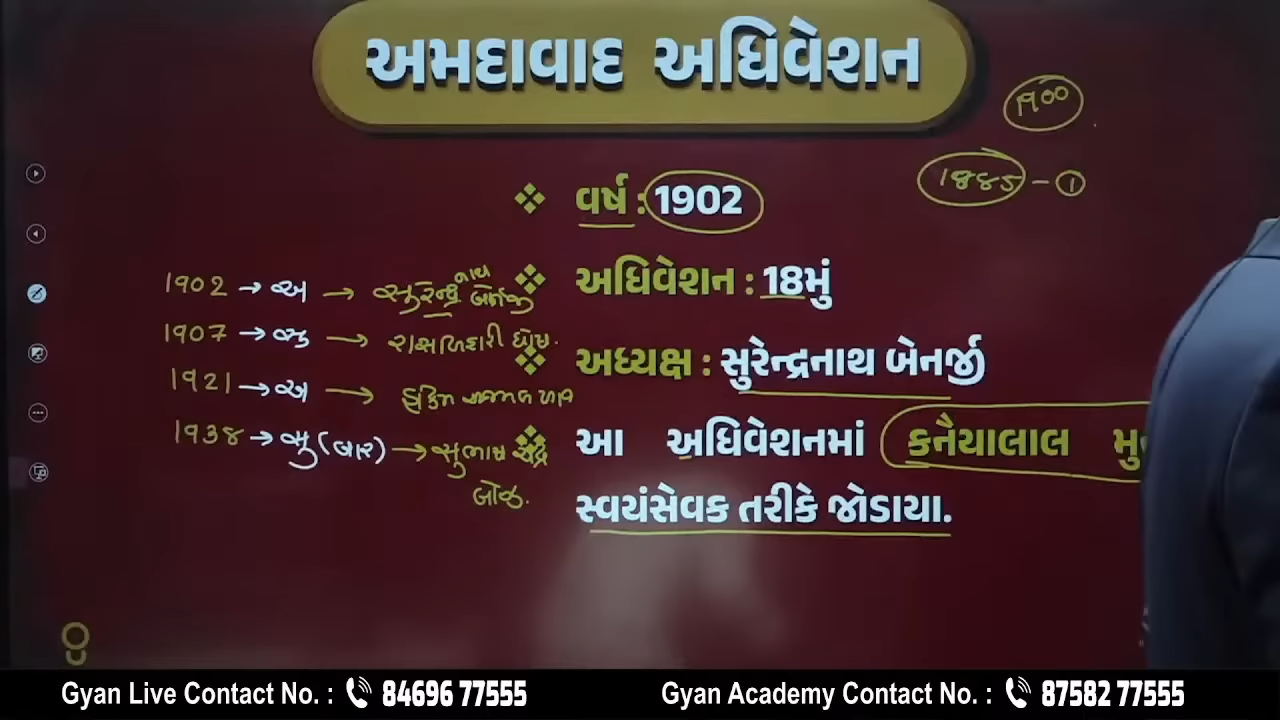 અમદાવાદ અધિવેશન
1900
1885 - 1
વર્ષ : 1902
અધિવેશન : 18મું
અધ્યક્ષ : સુરેન્દ્રનાથ બેનર્જી
આ અધિવેશનમાં કનૈયાલાલ
સ્વયંસેવક તરીકે જોડાયા.
1902 → અ → સુરેન્દ્રનાથ બેનર્જી
1907 → સુ → રાસબિહારી ઘોષ.
1921 → અ → હકિમ અજમલ ખાન
1938 → સુ (બાર) → સુભાષ ચંદ્ર
બોઝ.
Gyan Live Contact No. : 84696 77555
Gyan Academy Contact No. : 87582 77555